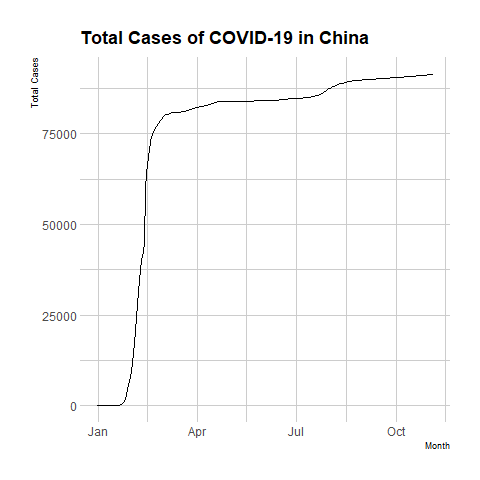 Total Cases of COVID-19 in China
Total Cases
75000
50000
25000
0
Jan Apr Jul Oct
Month